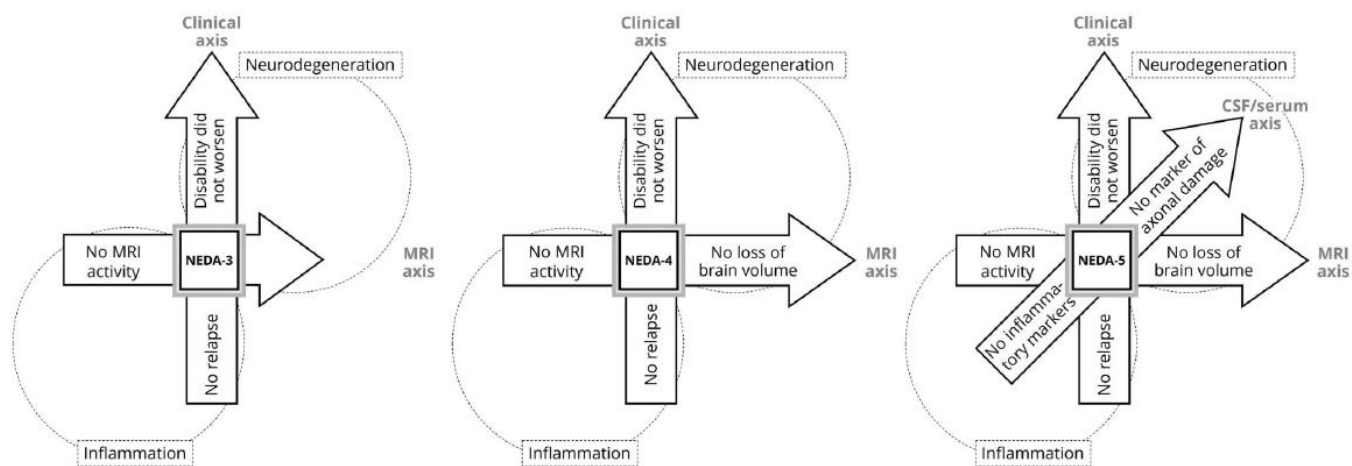 Clinical
axis
Neurodegeneration
Disability did
not worsen
No MRI
activity
NEDA-3
MRI
axis
No relapse
Inflammation
Clinical
axis
Neurodegeneration
Disability did
not worsen
No MRI
activity
NEDA-4
No loss of
brain volume
MRI
axis
No relapse
Inflammation
Clinical
axis
Neurodegeneration
CSF/serum
axis
Disability did
not worsen
No marker of
axonal damage
No MRI
activity
NEDA-5
No loss of
brain volume
MRI
axis
No inflamma-
tory markers
No relapse
Inflammation